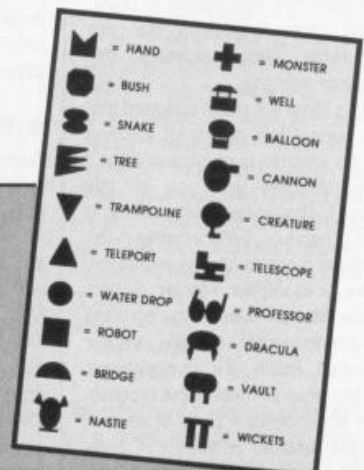 = HAND
= BUSH
= SNAKE
= TREE
= TRAMPOLINE
= TELEPORT
= WATER DROP
= ROBOT
= BRIDGE
= NASTIE
= MONSTER
= WELL
= BALLOON
= CANNON
= CREATURE
= TELESCOPE
= PROFESSOR
= DRACULA
= VAULT
= WICKETS